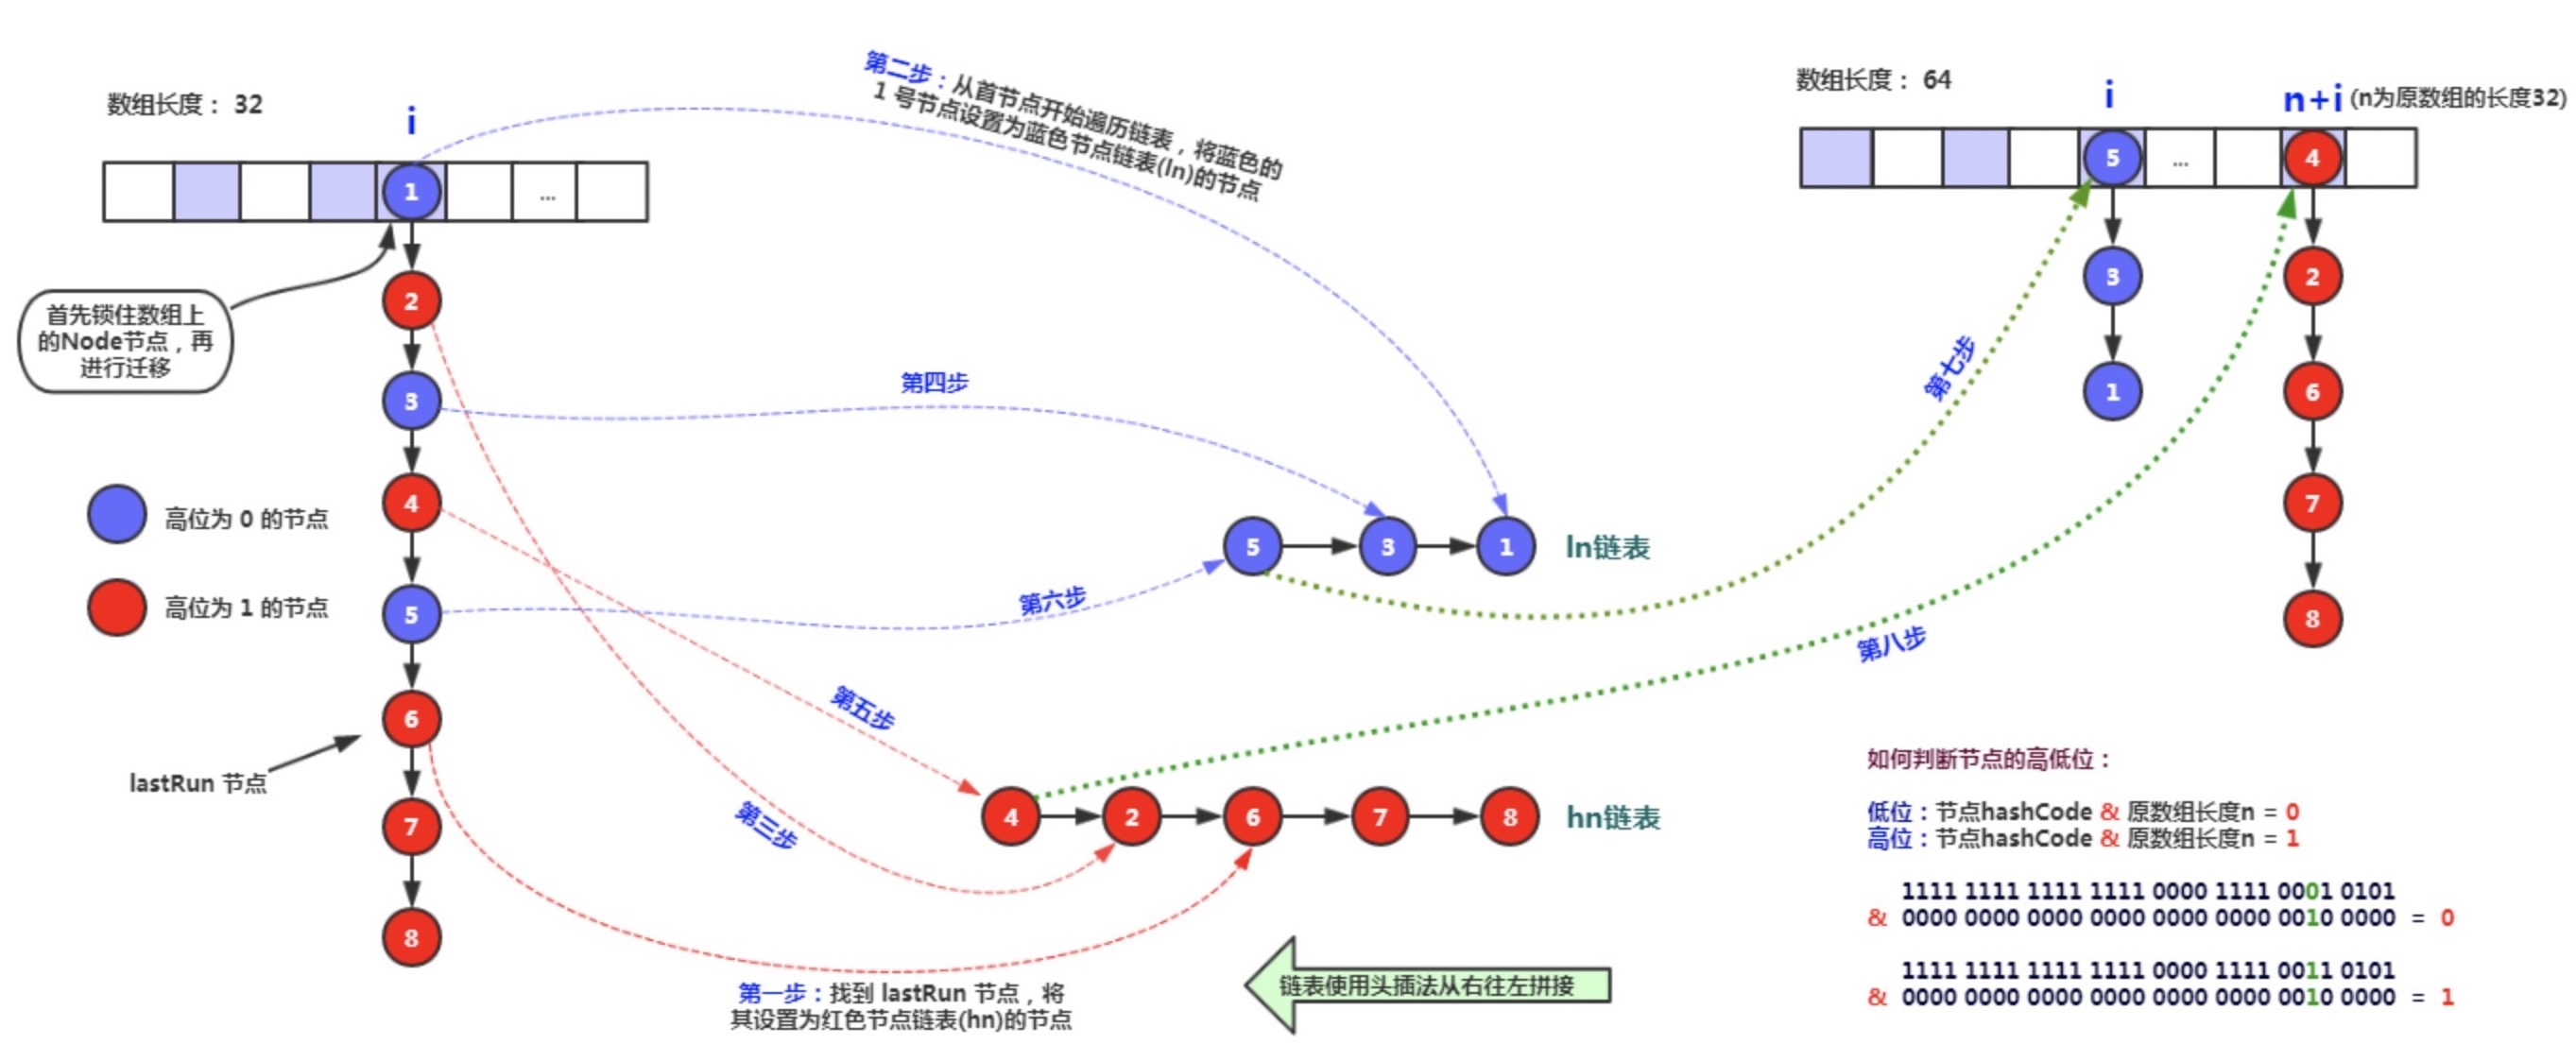 数组长度： 32
i
1
...
首先锁住数组上
的Node节点，再
进行迁移
2
3
4
5
6
7
8
高位为 0 的节点
高位为 1 的节点
lastRun 节点
第二步：从首节点开始遍历链表，将蓝色的
1 号节点设置为蓝色节点链表(ln)的节点
第四步
第六步
第五步
第三步
5
3
1
ln链表
4
2
6
7
8
hn链表
第一步：找到 lastRun 节点，将
其设置为红色节点链表(hn)的节点
链表使用头插法从右往左拼接
第七步
第八步
数组长度： 64
i
n+i (n为原数组的长度32)
5
...
4
3
1
2
6
7
8
如何判断节点的高低位：
低位：节点hashCode & 原数组长度n = 0
高位：节点hashCode & 原数组长度n = 1
1111 1111 1111 1111 0000 1111 0001 0101
& 0000 0000 0000 0000 0000 0000 0010 0000 = 0
1111 1111 1111 1111 0000 1111 0011 0101
& 0000 0000 0000 0000 0000 0000 0010 0000 = 1